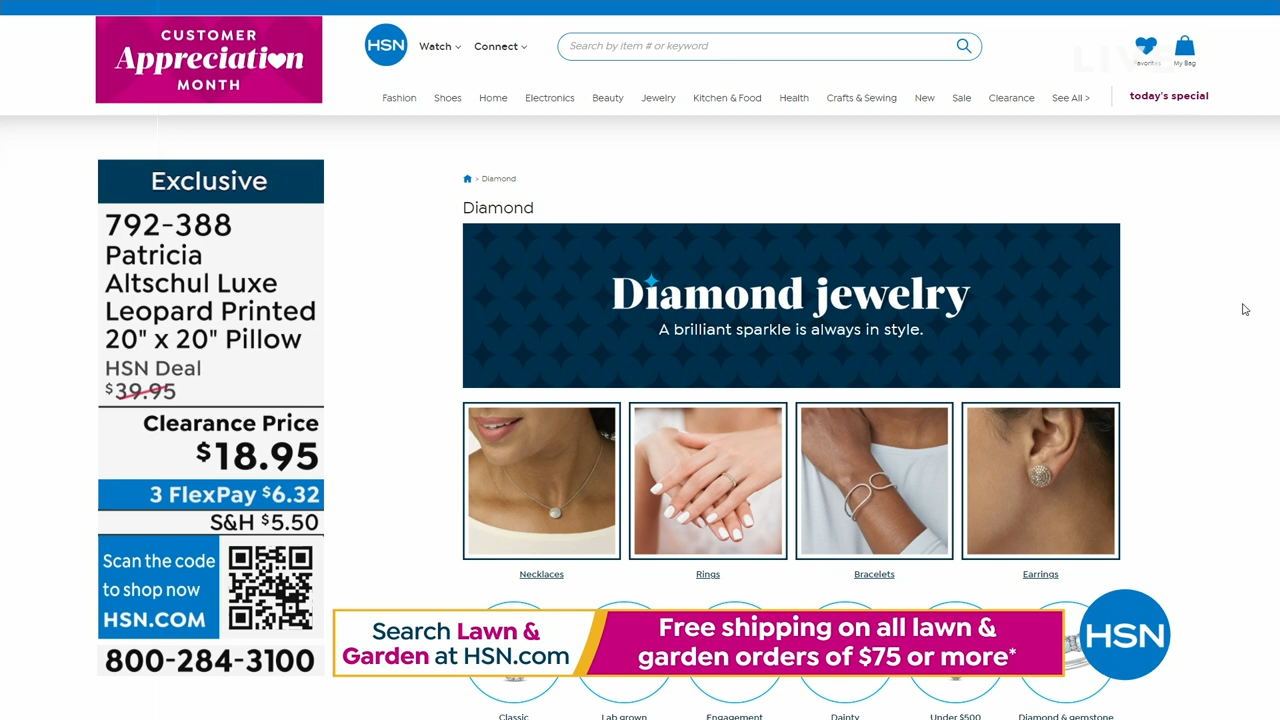 CUSTOMER
Appreciation
MONTH
HSN
Watch
Connect
Search by item # or keyword
LIVE
Favorites
My Bag
Fashion
Shoes
Home
Electronics
Beauty
Jewelry
Kitchen & Food
Health
Crafts & Sewing
New
Sale
Clearance
See All >
today's special
Exclusive
792-388
Patricia
Altschul Luxe
Leopard Printed
20" x 20" Pillow
HSN Deal
$39.95
Clearance Price
$18.95
3 FlexPay $6.32
S&H $5.50
Scan the code
to shop now
HSN.COM
800-284-3100
> Diamond
Diamond
Diamond jewelry
A brilliant sparkle is always in style.
Necklaces
Rings
Bracelets
Earrings
Search Lawn &
Garden at HSN.com
Free shipping on all lawn &
garden orders of $75 or more*
HSN
Classic
Lab grown
Engagement
Dainty
Under $500
Diamond & gemstone